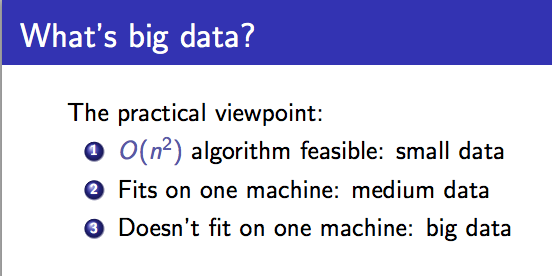 What's big data?
The practical viewpoint:
1 O(n²) algorithm feasible: small data
2 Fits on one machine: medium data
3 Doesn't fit on one machine: big data